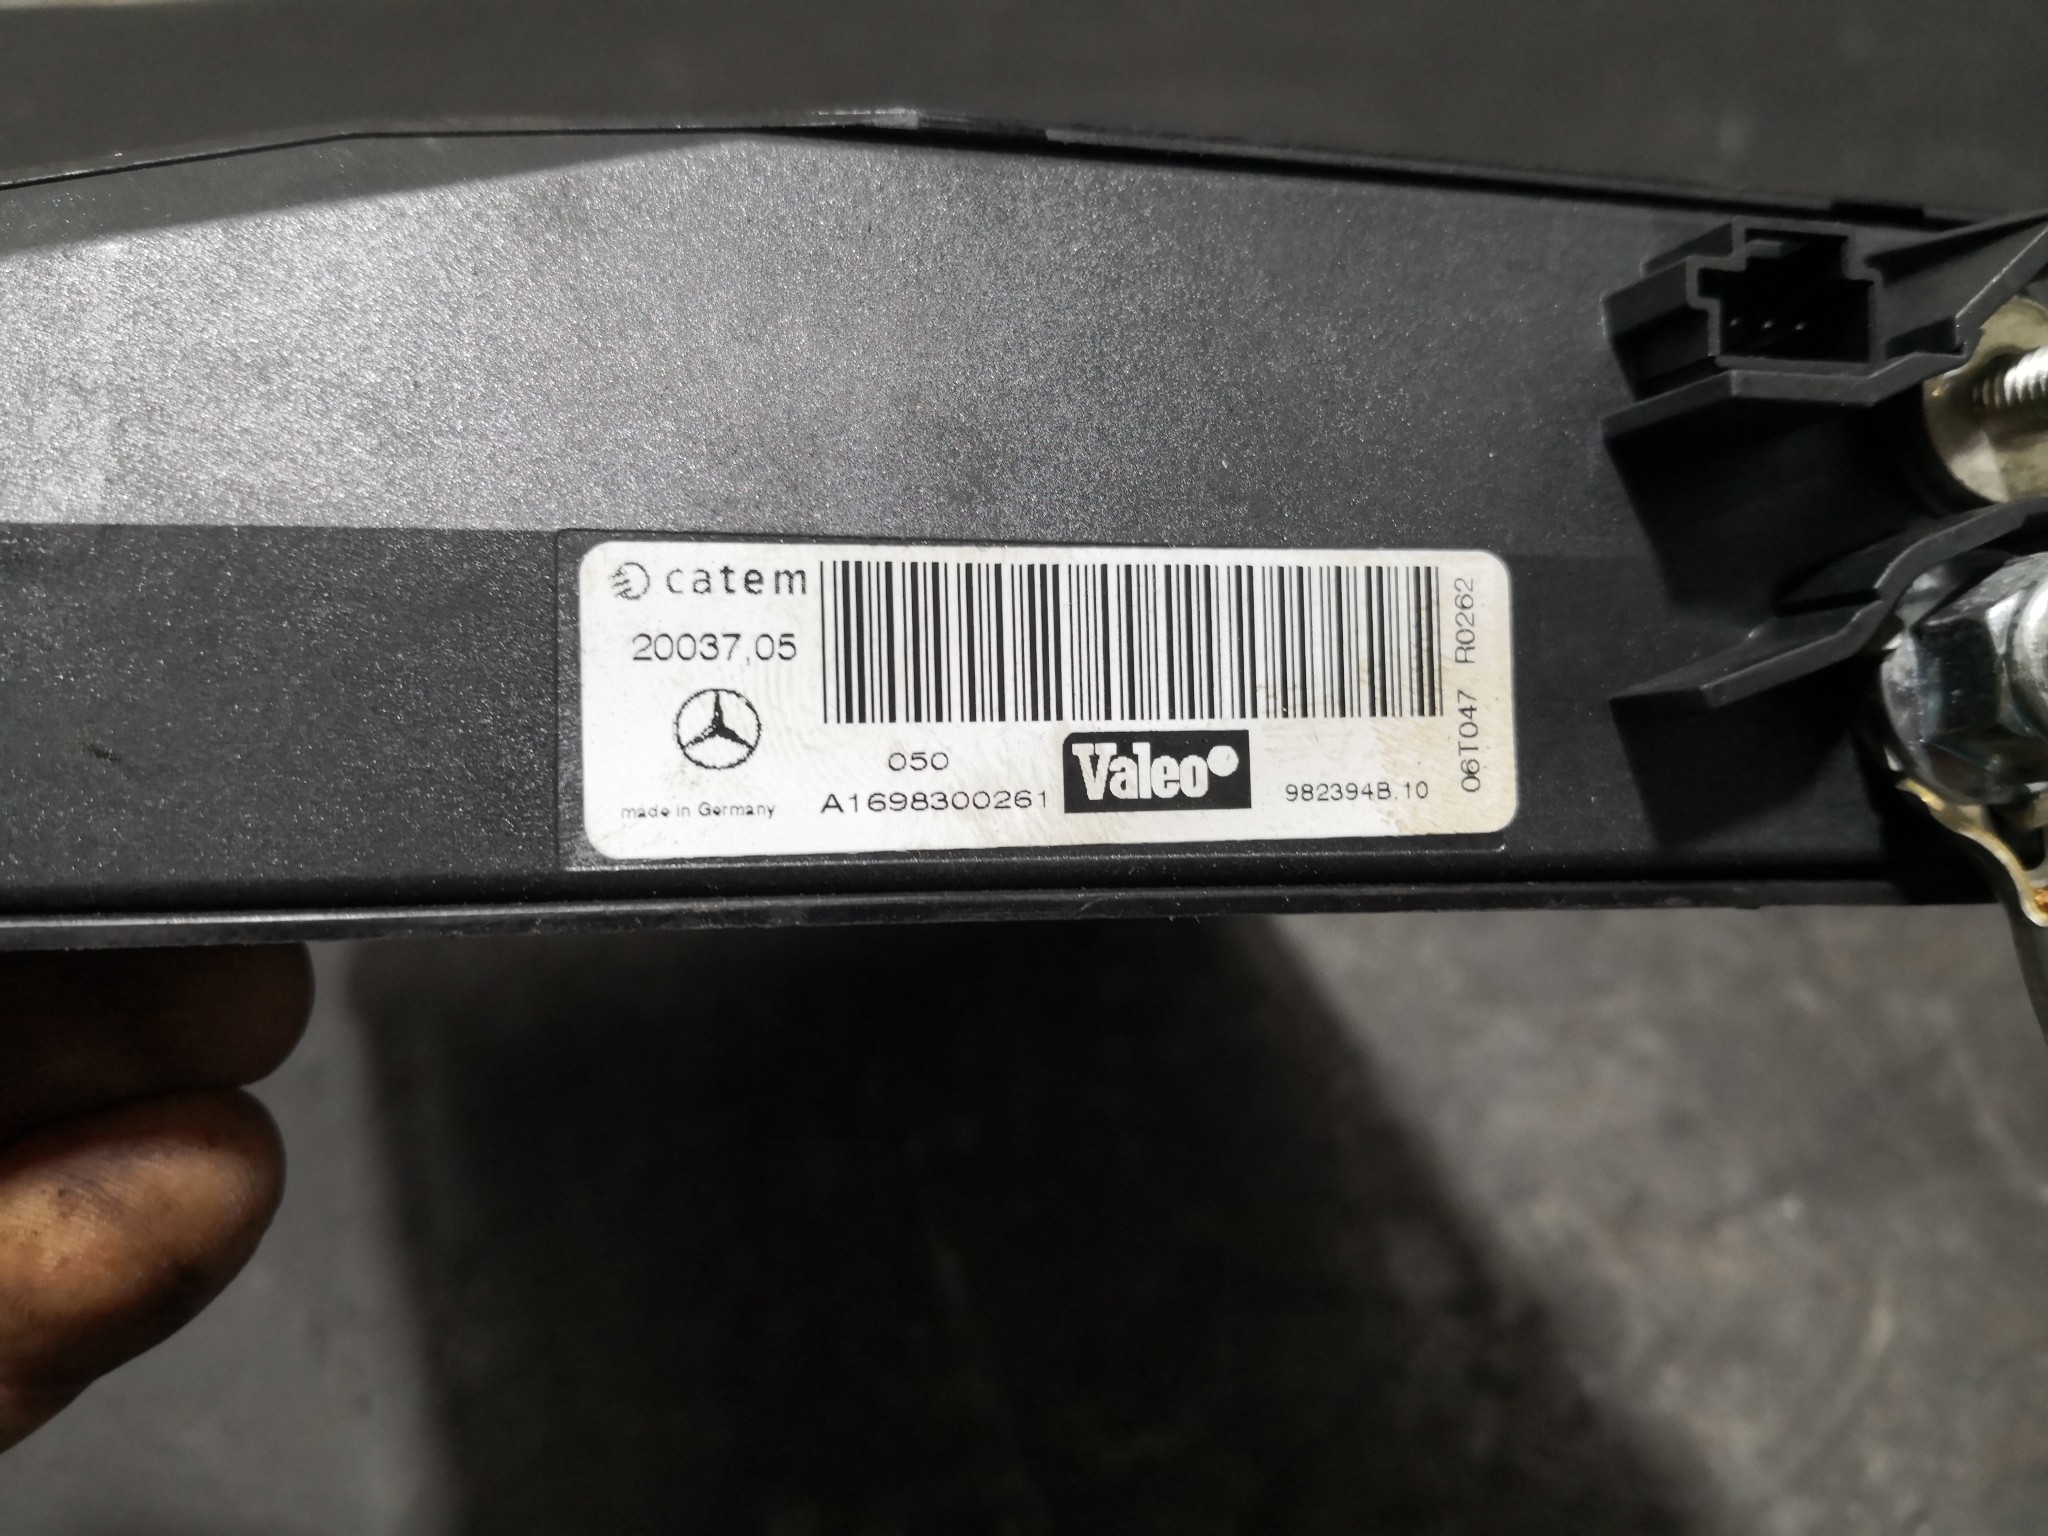 catem
20037,05
made in Germany
050
A1698300261
Valeo
982394B.10
06T047 R0262